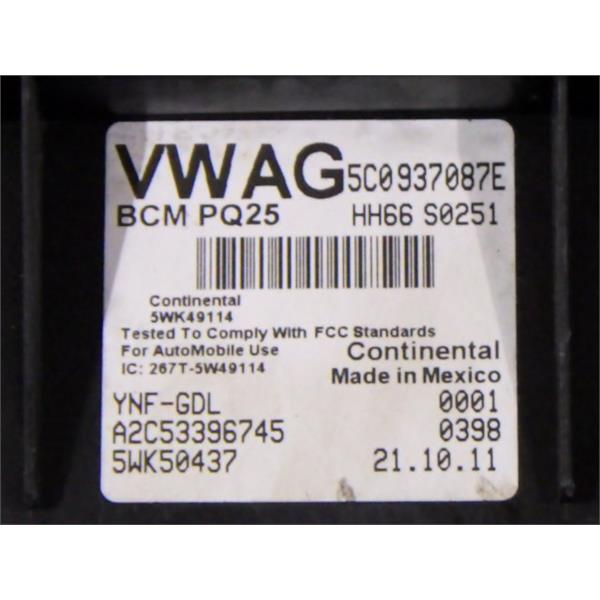 VWAG 5C0937087E
BCM PQ25 HH66 S0251
Continental
5WK49114
Tested To Comply With FCC Standards
For AutoMobile Use
IC: 267T-5W49114
Continental
Made in Mexico
YNF-GDL 0001
A2C53396745 0398
5WK50437 21.10.11